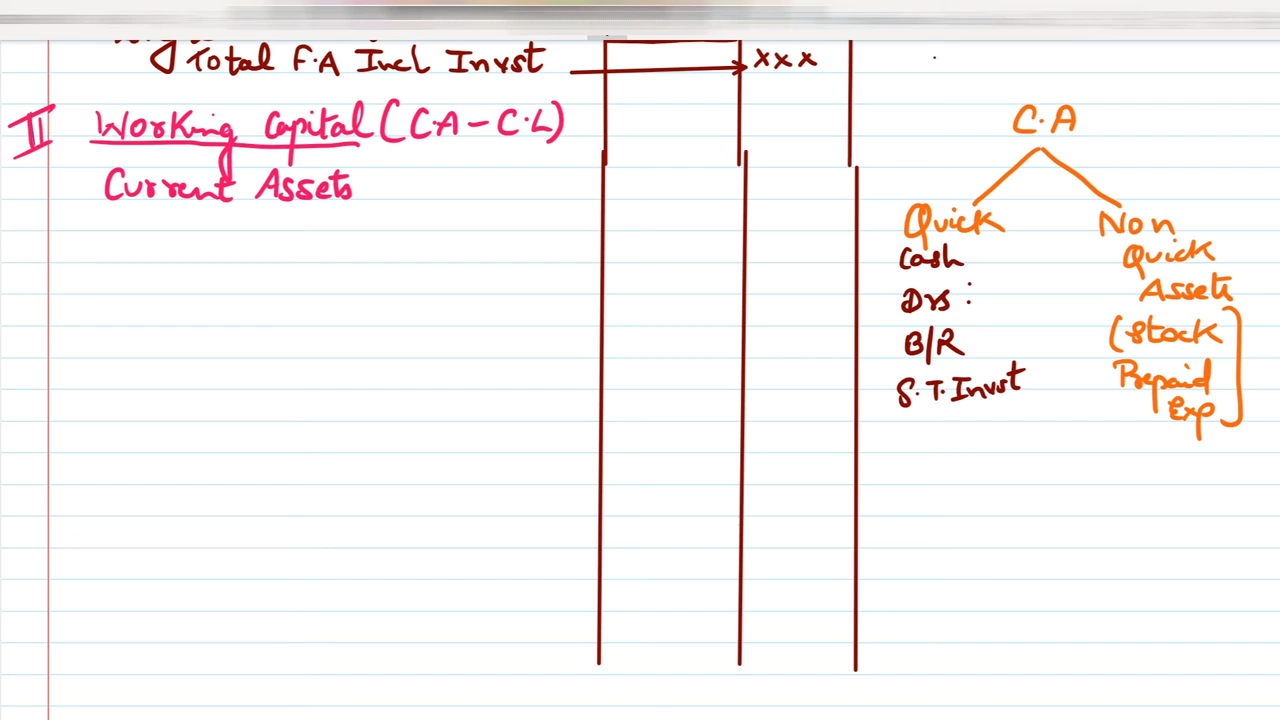 Total F.A Incl Invst xxx
II Working Capital (C.A - C.L)
Current Assets
C.A
Quick
Cash
Drs :
B/R
S.T. Invst
Non
Quick
Assets
(Stock
Prepaid
Exp